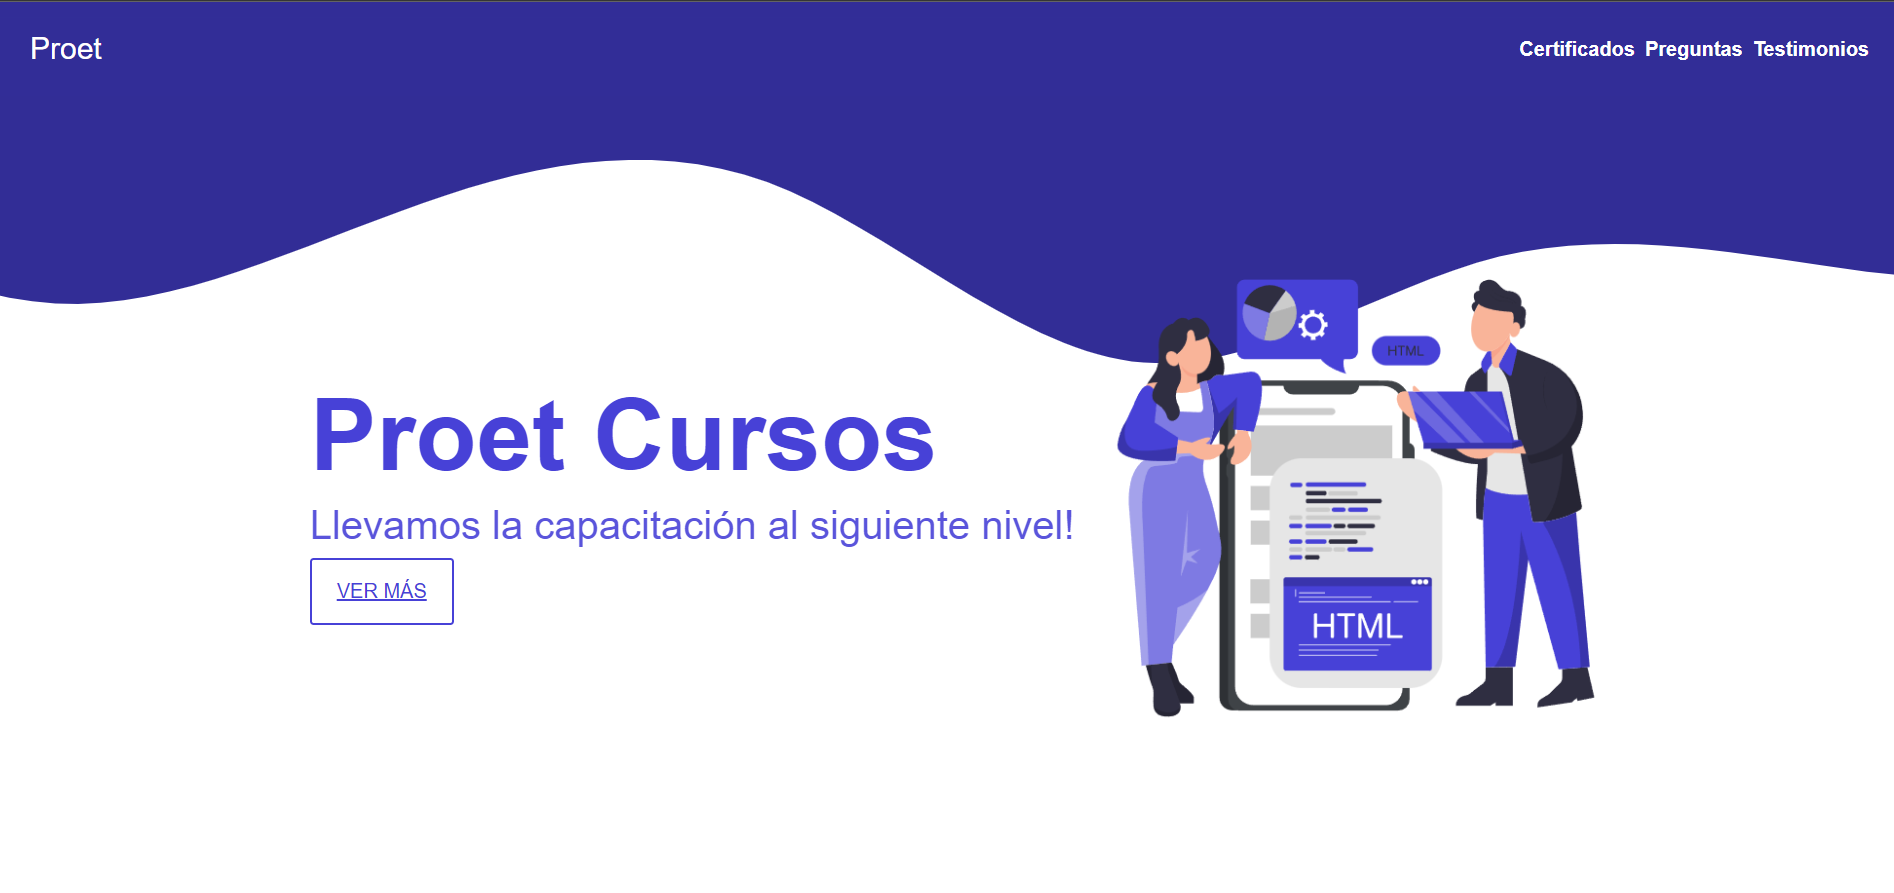 Proet
Certificados Preguntas Testimonios
Proet Cursos
Llevamos la capacitación al siguiente nivel!
VER MÁS
HTML
HTML